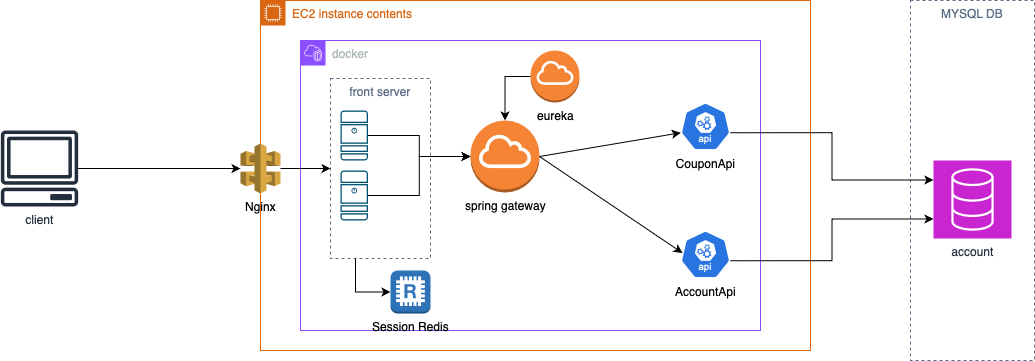 EC2 instance contents
MYSQL DB
docker
front server
eureka
api
CouponApi
client
Nginx
spring gateway
account
api
AccountApi
R
Session Redis